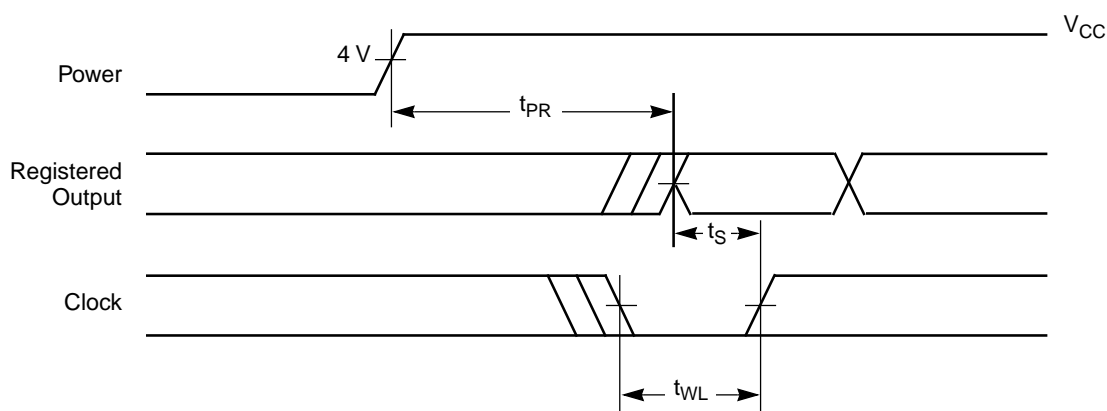 V_CC
4 V
Power
t_PR
Registered
Output
t_S
Clock
t_WL